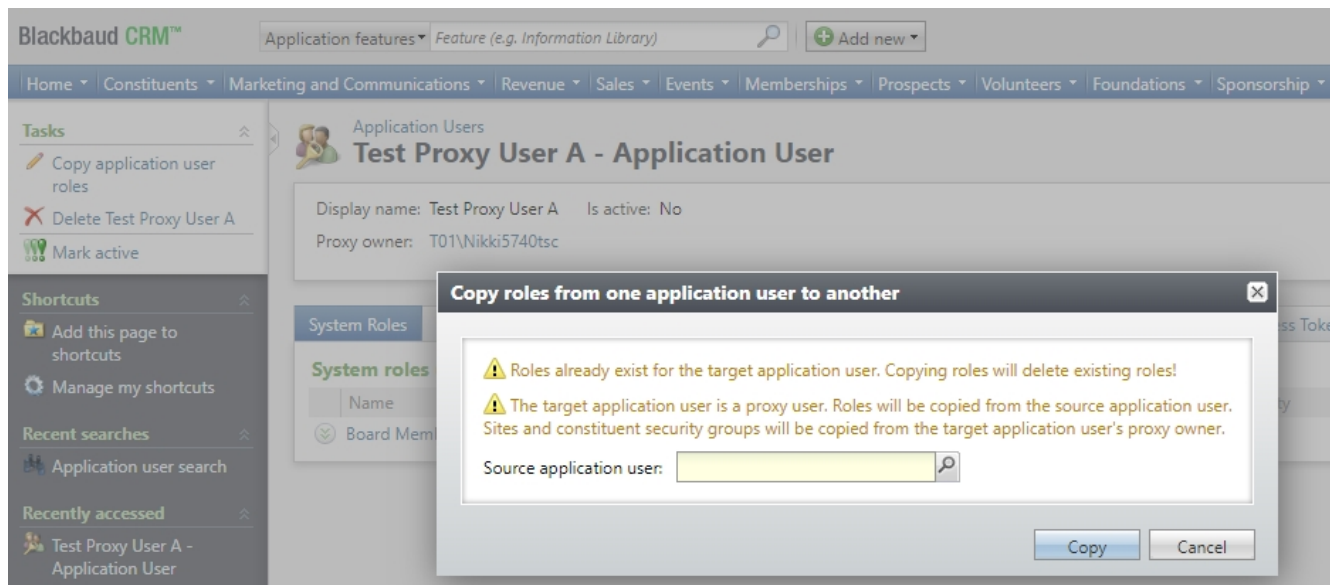 Blackbaud CRM™
Application features
Feature (e.g. Information Library)
Add new
Home
Constituents
Marketing and Communications
Revenue
Sales
Events
Memberships
Prospects
Volunteers
Foundations
Sponsorship
Tasks
Copy application user
roles
Delete Test Proxy User A
Mark active
Shortcuts
Add this page to
shortcuts
Manage my shortcuts
Recent searches
Application user search
Recently accessed
Test Proxy User A -
Application User
Application Users
Test Proxy User A - Application User
Display name: Test Proxy User A Is active: No
Proxy owner: T01\Nikki5740tsc
System Roles
System roles
Name
Board
Copy roles from one application user to another
Roles already exist for the target application user. Copying roles will delete existing roles!
The target application user is a proxy user. Roles will be copied from the source application user.
Sites and constituent security groups will be copied from the target application user's proxy owner.
Source application user:
Copy
Cancel